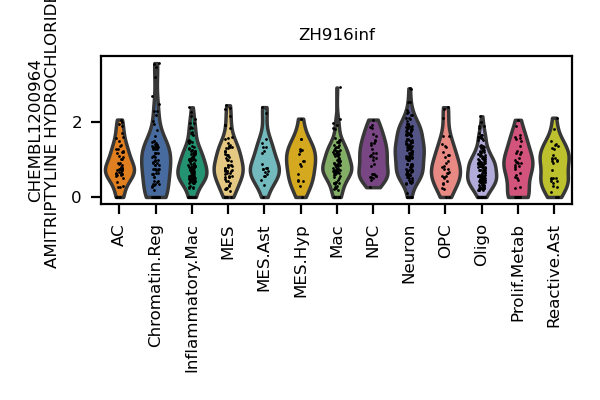 ZH916inf
CHEMBL1200964
AMITRIPTYLINE HYDROCHLORIDE
2
0
AC
Chromatin.Reg
Inflammatory.Mac
MES
MES.Ast
MES.Hyp
Mac
NPC
Neuron
OPC
Oligo
Prolif.Metab
Reactive.Ast